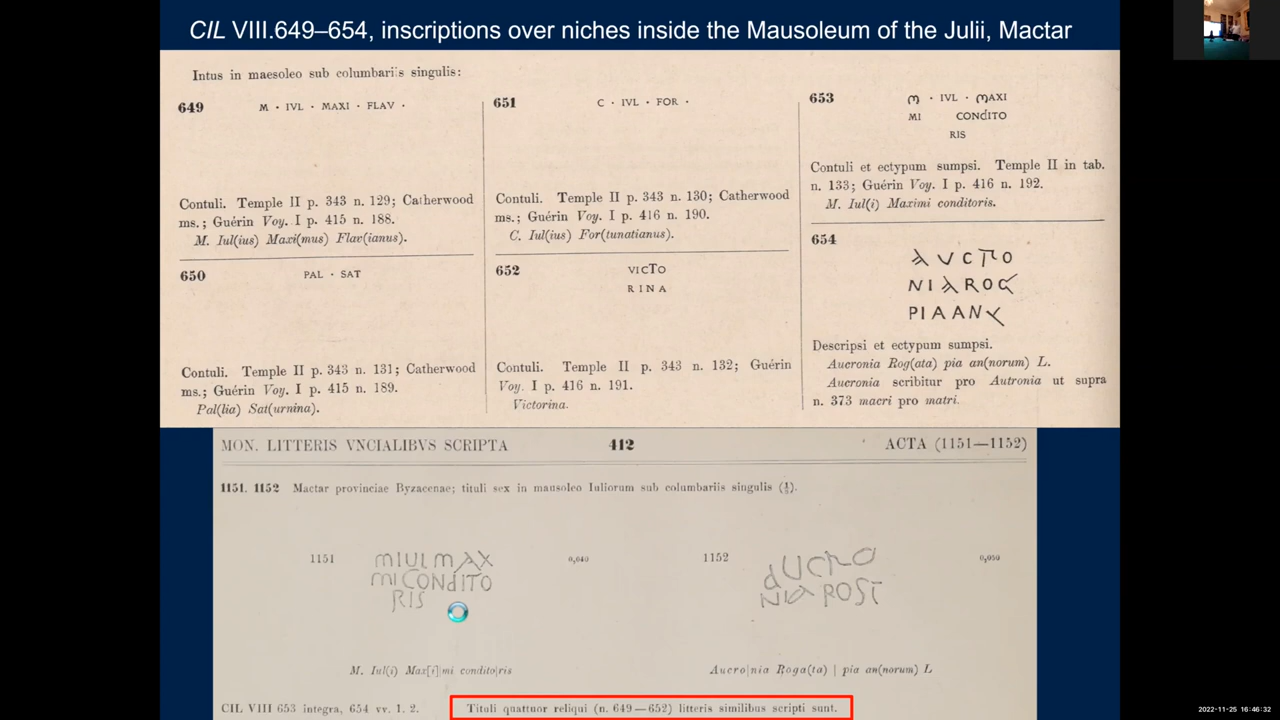 CIL VIII.649–654, inscriptions over niches inside the Mausoleum of the Julii, Mactar
Intus in maesoleo sub columbariis singulis:
649 M · IVL · MAXI · FLAV ·
Contuli. Temple II p. 343 n. 129; Catherwood
ms.; Guérin Voy. I p. 415 n. 188.
M. Iul(ius) Maxi(mus) Flav(ianus).
650 PAL · SAT
Contuli. Temple II p. 343 n. 131; Catherwood
ms.; Guérin Voy. I p. 415 n. 189.
Pal(lia) Sat(urnina).
651 C · IVL · FOR ·
Contuli. Temple II p. 343 n. 130; Catherwood
ms.; Guérin Voy. I p. 416 n. 190.
C. Iul(ius) For(tunatianus).
652 VICTO
RINA
Contuli. Temple II p. 343 n. 132; Guérin
Voy. I p. 416 n. 191.
Victorina.
653 M · IVL · MAXI
MI CONdITO
RIS
Contuli et ectypum sumpsi. Temple II in tab.
n. 133; Guérin Voy. I p. 416 n. 192.
M. Iul(i) Maximi conditoris.
654
AVCTO
NIAROG
PIAAN
Descripsi et ectypum sumpsi.
Aucronia Rog(ata) pia an(norum) L.
Aucronia scribitur pro Autronia ut supra
n. 373 macri pro matri.
MON. LITTERIS VNCIALIBVS SCRIPTA 412 ACTA (1151—1152)
1151. 1152 Mactar provinciae Byzacenae; tituli sex in mausoleo Iuliorum sub columbariis singulis (⅓).
1151 mIUlmAX 0,040
mICONdITO
RIS
1152 AUCRO 0,050
NIA ROST
M. Iul(i) Max[i]|mi condito|ris
Aucro|nia Roga(ta) | pia an(norum) L
CIL VIII 653 integra, 654 vv. 1. 2.
Tituli quattuor reliqui (n. 649—652) litteris similibus scripti sunt.
2022-11-25 16:46:32